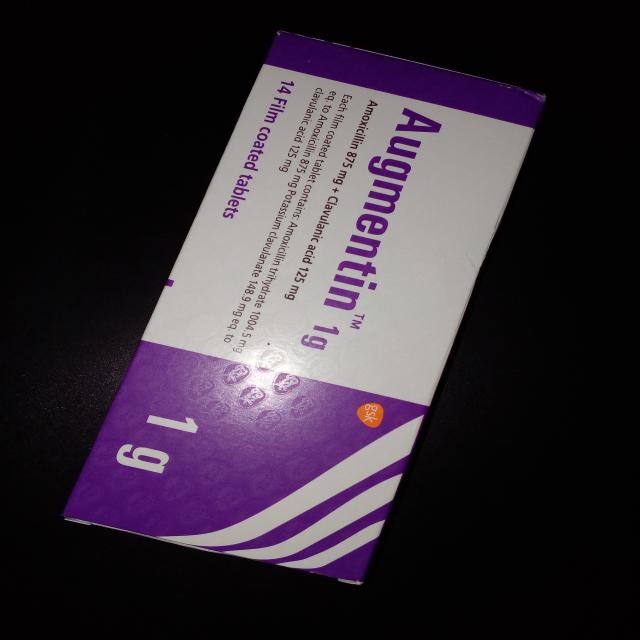 Augmentin™ 1g
Amoxicillin 875 mg + Clavulanic acid 125 mg
Each film coated tablet contains: Amoxicillin trihydrate 1004.5 mg
eq. to Amoxicillin 875 mg Potassium clavulanate 148.9 mg eq. to
clavulanic acid 125 mg
14 Film coated tablets
gsk
1 g